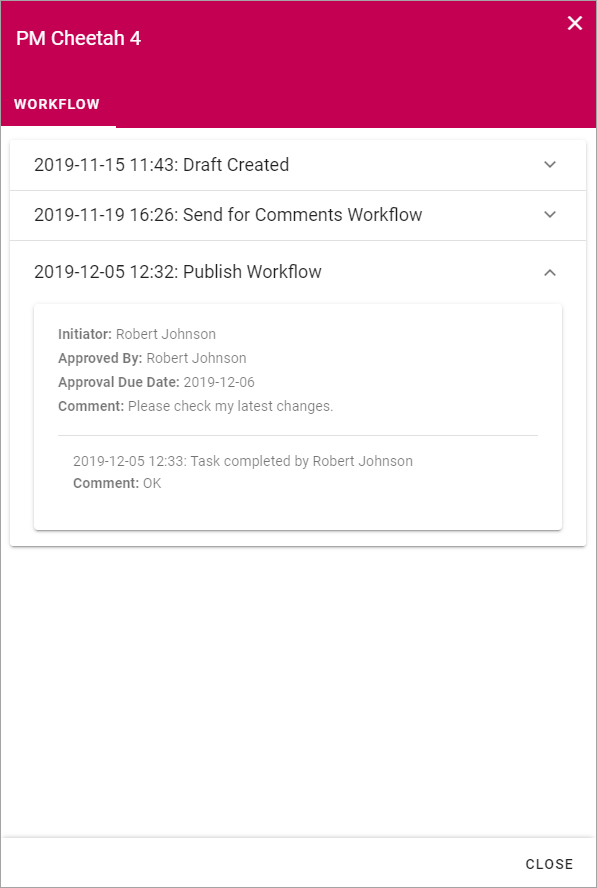 PM Cheetah 4
WORKFLOW
2019-11-15 11:43: Draft Created
2019-11-19 16:26: Send for Comments Workflow
2019-12-05 12:32: Publish Workflow
Initiator: Robert Johnson
Approved By: Robert Johnson
Approval Due Date: 2019-12-06
Comment: Please check my latest changes.
2019-12-05 12:33: Task completed by Robert Johnson
Comment: OK
CLOSE